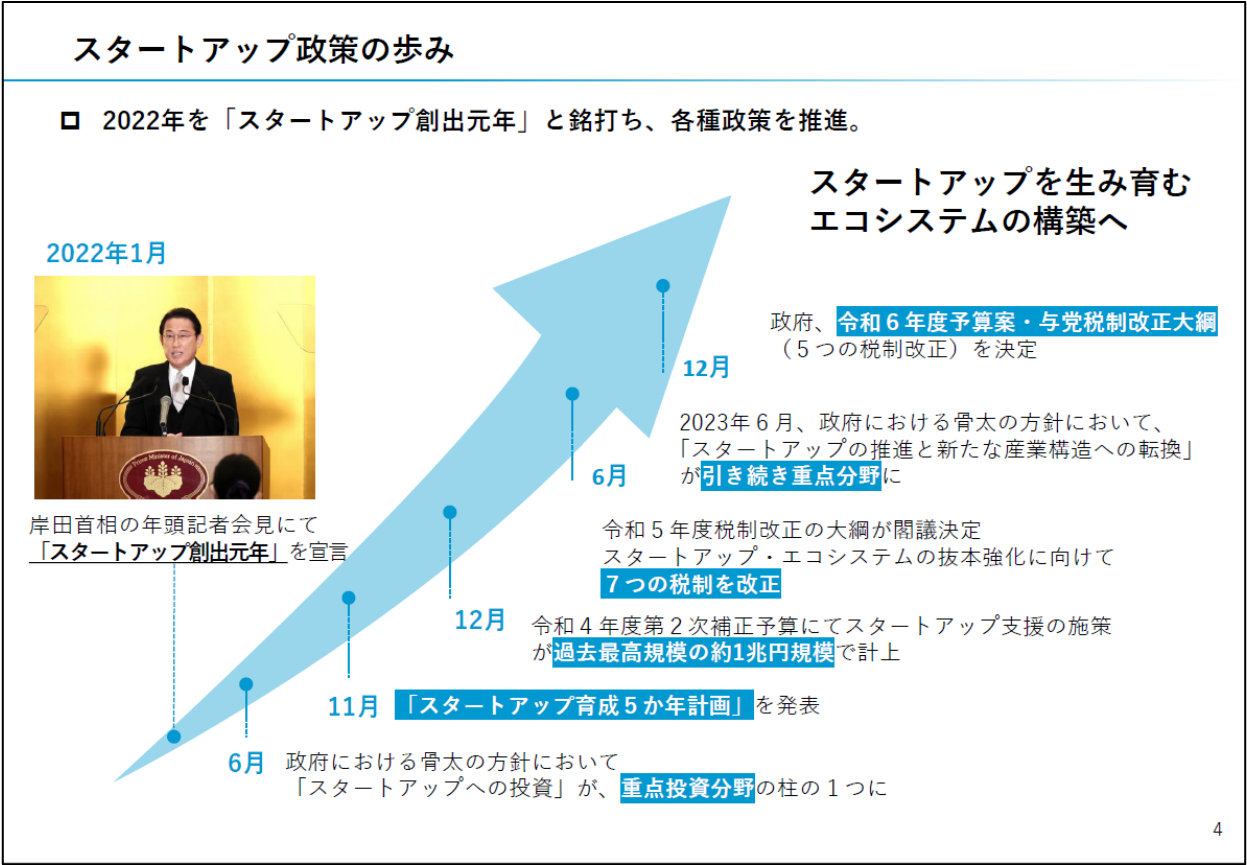 スタートアップ政策の歩み
2022年を「スタートアップ創出元年」と銘打ち、各種政策を推進。
スタートアップを生み育む
エコシステムの構築へ
2022年1月
Prime Minister of Japan
岸田首相の年頭記者会見にて
「スタートアップ創出元年」を宣言
政府、令和６年度予算案・与党税制改正大綱
（５つの税制改正）を決定
12月
2023年６月、政府における骨太の方針において、
「スタートアップの推進と新たな産業構造への転換」
が引き続き重点分野に
6月
令和５年度税制改正の大綱が閣議決定
スタートアップ・エコシステムの抜本強化に向けて
７つの税制を改正
12月
令和４年度第２次補正予算にてスタートアップ支援の施策
が過去最高規模の約1兆円規模で計上
11月
「スタートアップ育成５か年計画」を発表
6月
政府における骨太の方針において
「スタートアップへの投資」が、重点投資分野の柱の１つに
4